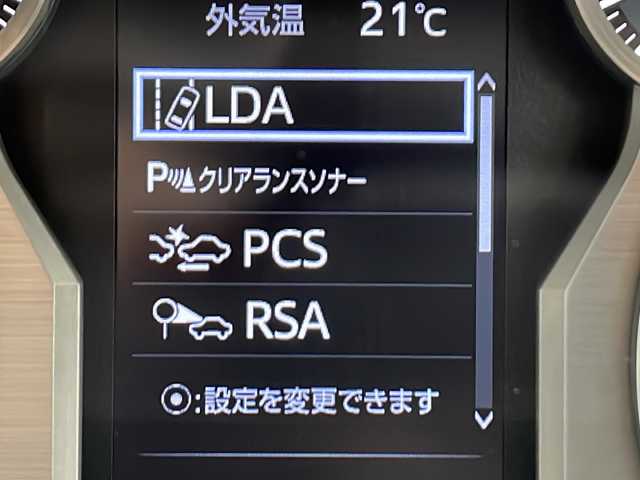 外気温 21℃
LDA
Pクリアランスソナー
PCS
RSA
⦿:設定を変更できます